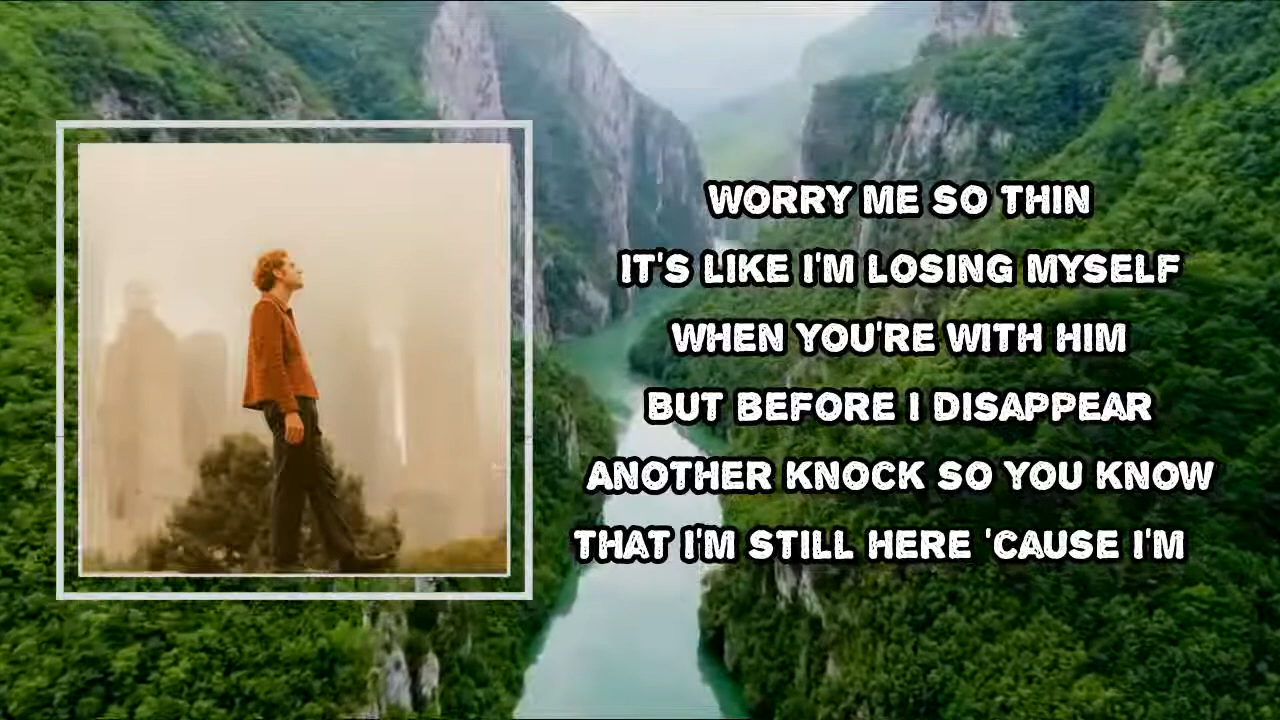 WORRY ME SO THIN
IT'S LIKE I'M LOSING MYSELF
WHEN YOU'RE WITH HIM
BUT BEFORE I DISAPPEAR
ANOTHER KNOCK SO YOU KNOW
THAT I'M STILL HERE 'CAUSE I'M